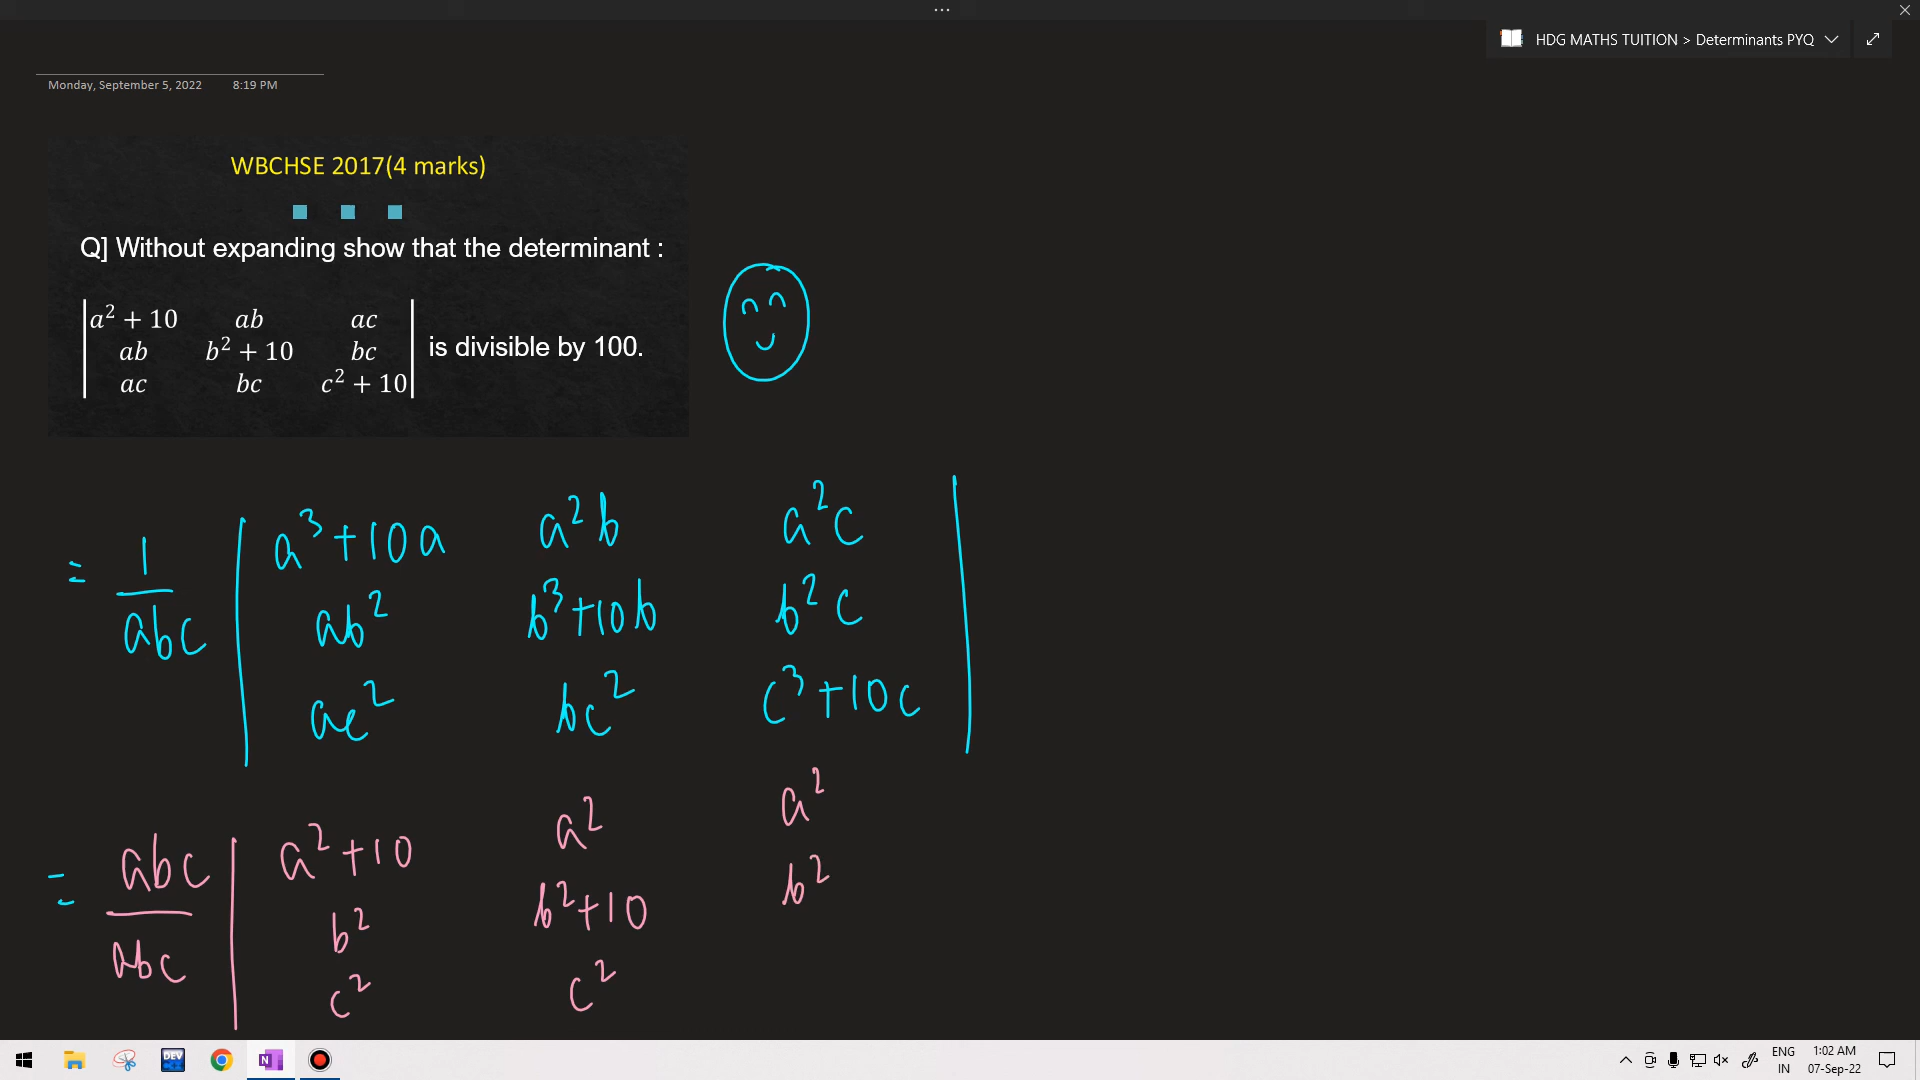 HDG MATHS TUITION > Determinants PYQ
Monday, September 5, 2022 8:19 PM
WBCHSE 2017(4 marks)
Q] Without expanding show that the determinant :
a² + 10 ab ac
ab b² + 10 bc is divisible by 100.
ac bc c² + 10
a³+10a a²b a²c
= 1/abc ab² b³+10b b²c
ac² bc² c³+10c
a²+10 a² a²
= abc/abc b² b²+10 b²
c² c²
DEV
N
ENG
IN
1:02 AM
07-Sep-22